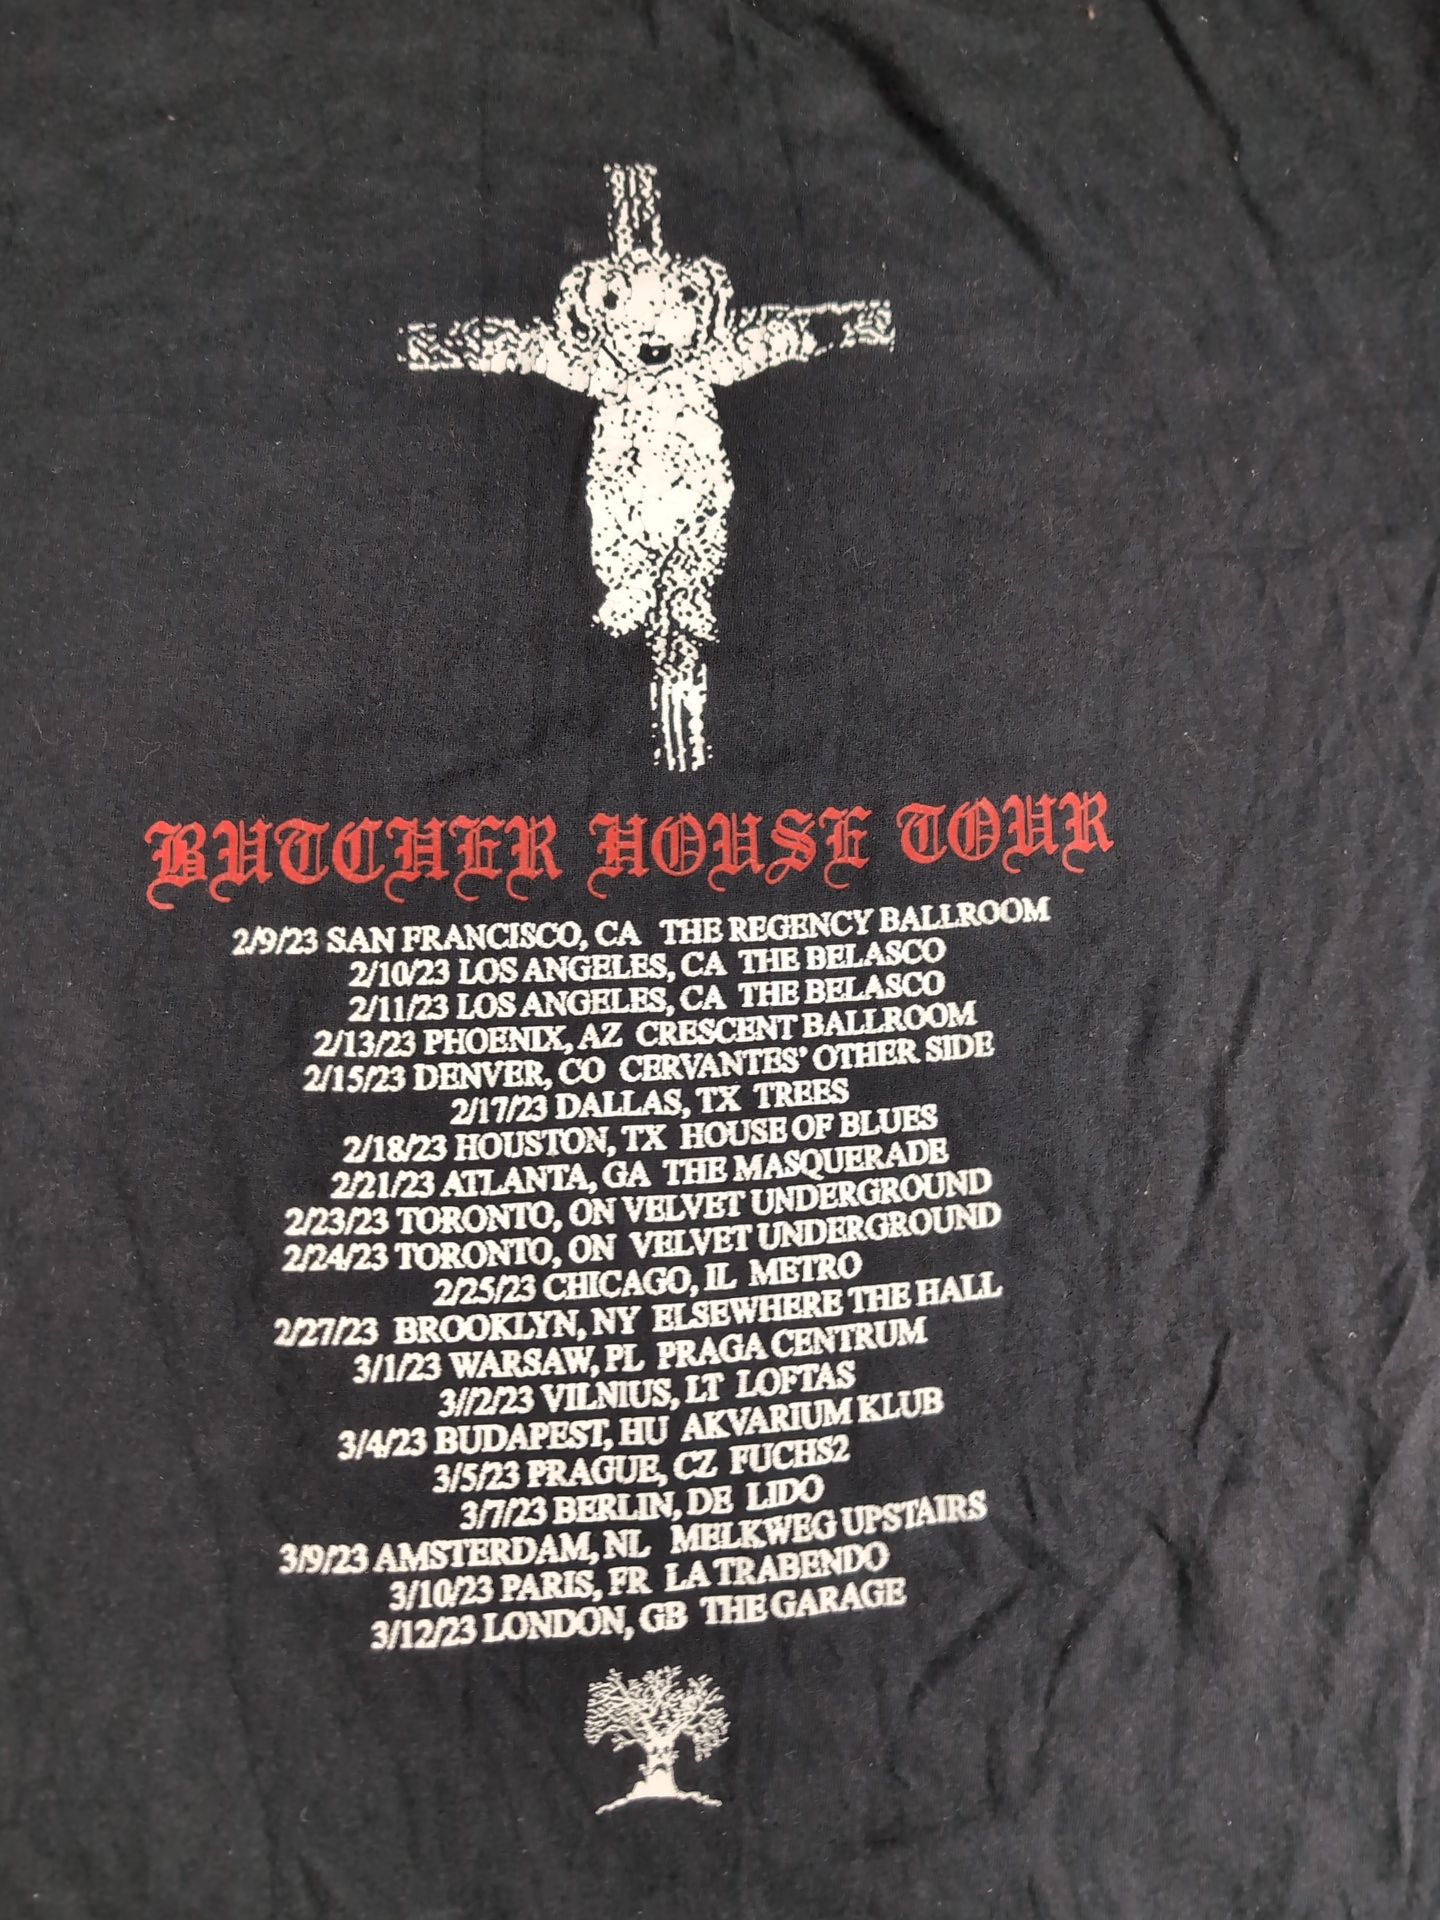 BUTCHER HOUSE TOUR
2/9/23 SAN FRANCISCO, CA THE REGENCY BALLROOM
2/10/23 LOS ANGELES, CA THE BELASCO
2/11/23 LOS ANGELES, CA THE BELASCO
2/13/23 PHOENIX, AZ CRESCENT BALLROOM
2/15/23 DENVER, CO CERVANTES' OTHER SIDE
2/17/23 DALLAS, TX TREES
2/18/23 HOUSTON, TX HOUSE OF BLUES
2/21/23 ATLANTA, GA THE MASQUERADE
2/23/23 TORONTO, ON VELVET UNDERGROUND
2/24/23 TORONTO, ON VELVET UNDERGROUND
2/25/23 CHICAGO, IL METRO
2/27/23 BROOKLYN, NY ELSEWHERE THE HALL
3/1/23 WARSAW, PL PRAGA CENTRUM
3//2/23 VILNIUS, LT LOFTAS
3/4/23 BUDAPEST, HU AKVARIUM KLUB
3/5/23 PRAGUE, CZ FUCHS2
3/7/23 BERLIN, DE LIDO
3/9/23 AMSTERDAM, NL MELKWEG UPSTAIRS
3/10/23 PARIS, FR LA TRABENDO
3/12/23 LONDON, GB THE GARAGE